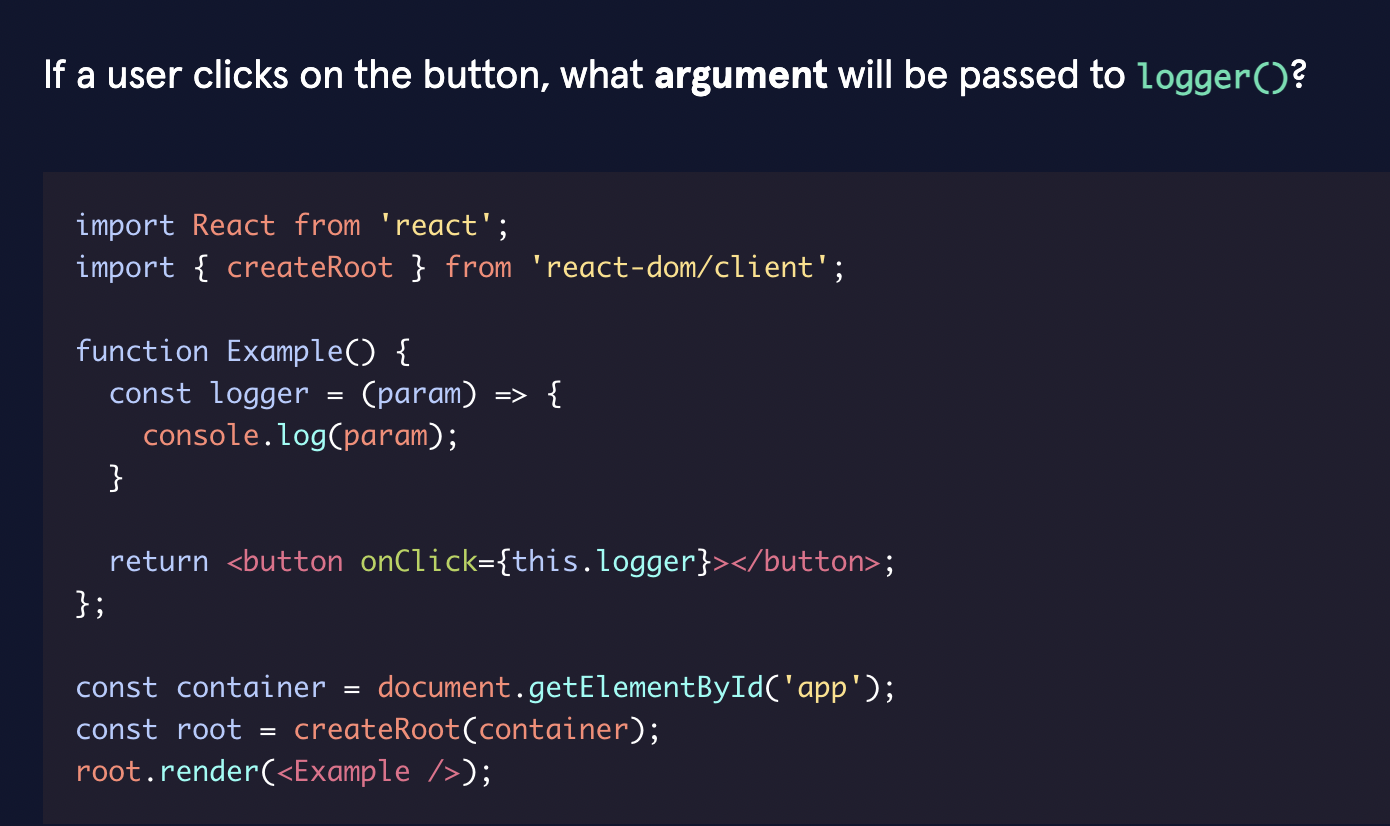 If a user clicks on the button, what argument will be passed to logger()?
import React from 'react';
import { createRoot } from 'react-dom/client';
function Example() {
  const logger = (param) => {
    console.log(param);
  }
  return <button onClick={this.logger}></button>;
};
const container = document.getElementById('app');
const root = createRoot(container);
root.render(<Example />);